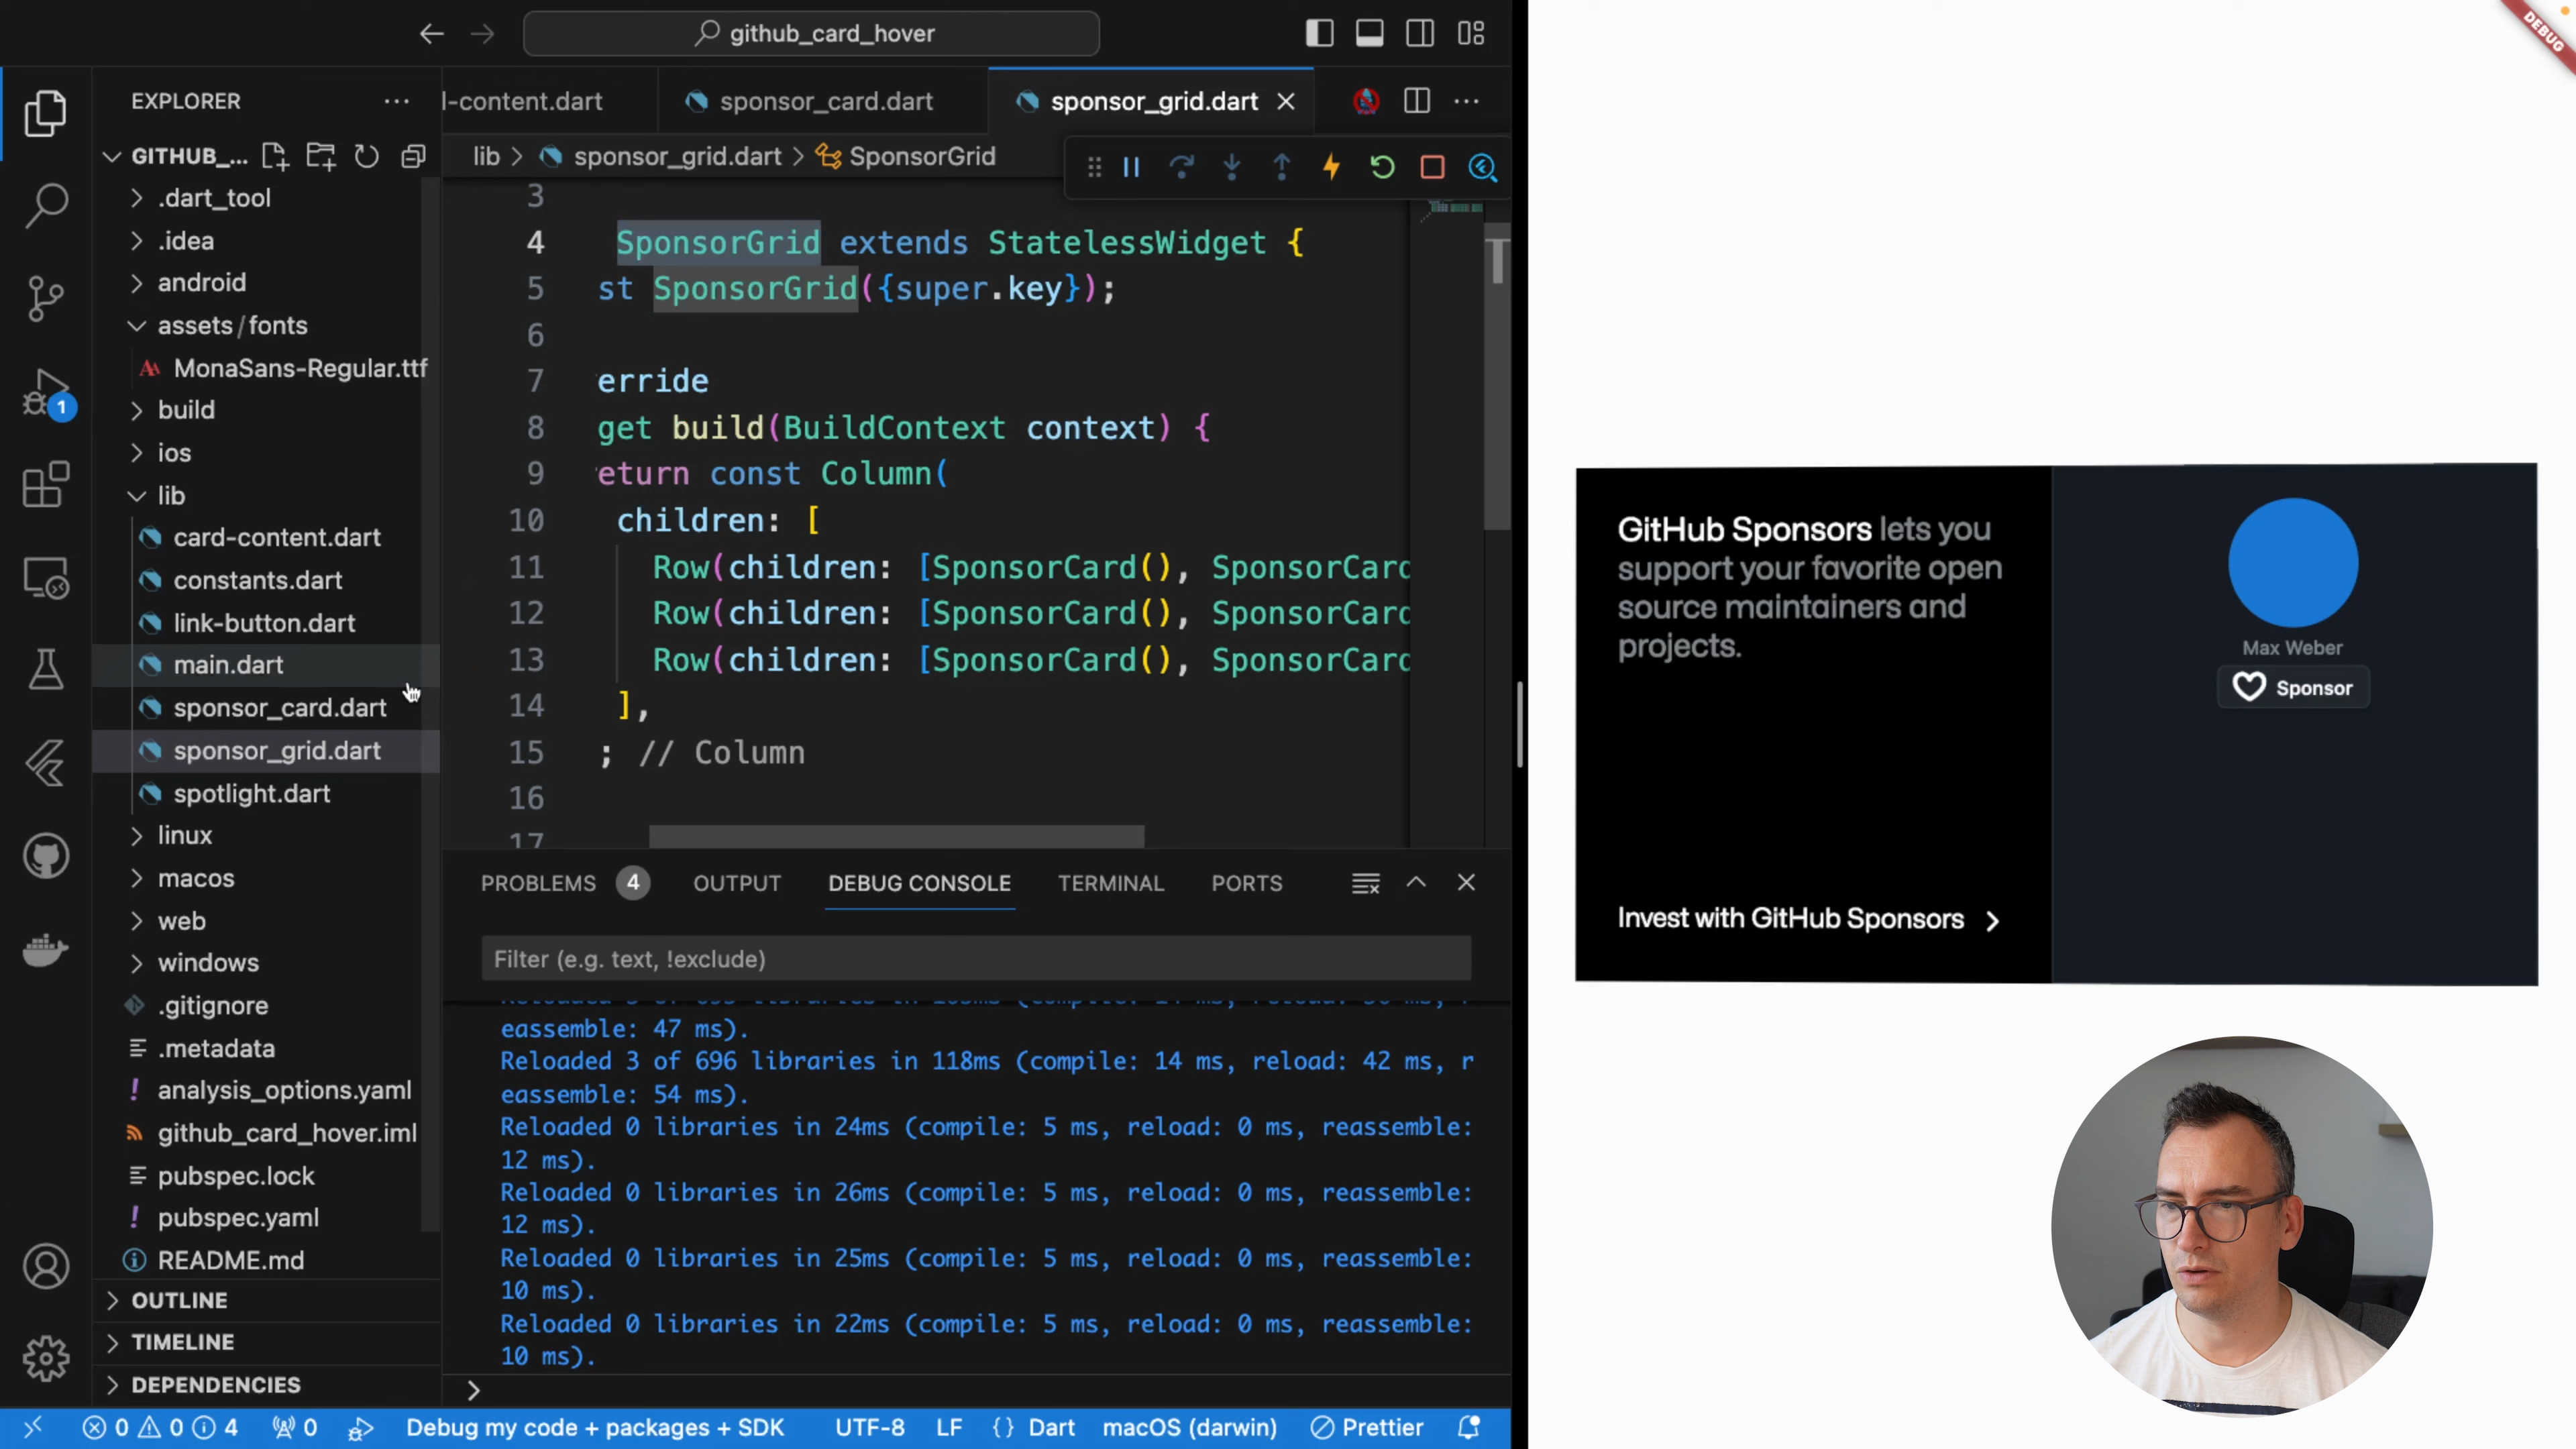 github_card_hover
EXPLORER
l-content.dart
sponsor_card.dart
sponsor_grid.dart
GITHUB_...
lib
sponsor_grid.dart
SponsorGrid
.dart_tool
.idea
android
assets/fonts
MonaSans-Regular.ttf
build
ios
lib
card-content.dart
constants.dart
link-button.dart
main.dart
sponsor_card.dart
sponsor_grid.dart
spotlight.dart
linux
macos
web
windows
.gitignore
.metadata
analysis_options.yaml
github_card_hover.iml
pubspec.lock
pubspec.yaml
README.md
OUTLINE
TIMELINE
DEPENDENCIES
1
3
4 SponsorGrid extends StatelessWidget {
5 st SponsorGrid({super.key});
6
7 erride
8 get build(BuildContext context) {
9 eturn const Column(
10 children: [
11 Row(children: [SponsorCard(), SponsorCard
12 Row(children: [SponsorCard(), SponsorCard
13 Row(children: [SponsorCard(), SponsorCard
14 ],
15 ; // Column
16
17
PROBLEMS 4 OUTPUT DEBUG CONSOLE TERMINAL PORTS
Filter (e.g. text, !exclude)
eassemble: 47 ms).
Reloaded 3 of 696 libraries in 118ms (compile: 14 ms, reload: 42 ms, r
eassemble: 54 ms).
Reloaded 0 libraries in 24ms (compile: 5 ms, reload: 0 ms, reassemble:
12 ms).
Reloaded 0 libraries in 26ms (compile: 5 ms, reload: 0 ms, reassemble:
12 ms).
Reloaded 0 libraries in 25ms (compile: 5 ms, reload: 0 ms, reassemble:
10 ms).
Reloaded 0 libraries in 22ms (compile: 5 ms, reload: 0 ms, reassemble:
10 ms).
0 0 4 0 Debug my code + packages + SDK UTF-8 LF {} Dart macOS (darwin) Prettier
DEBUG
GitHub Sponsors lets you
support your favorite open
source maintainers and
projects.
Invest with GitHub Sponsors
Max Weber
Sponsor